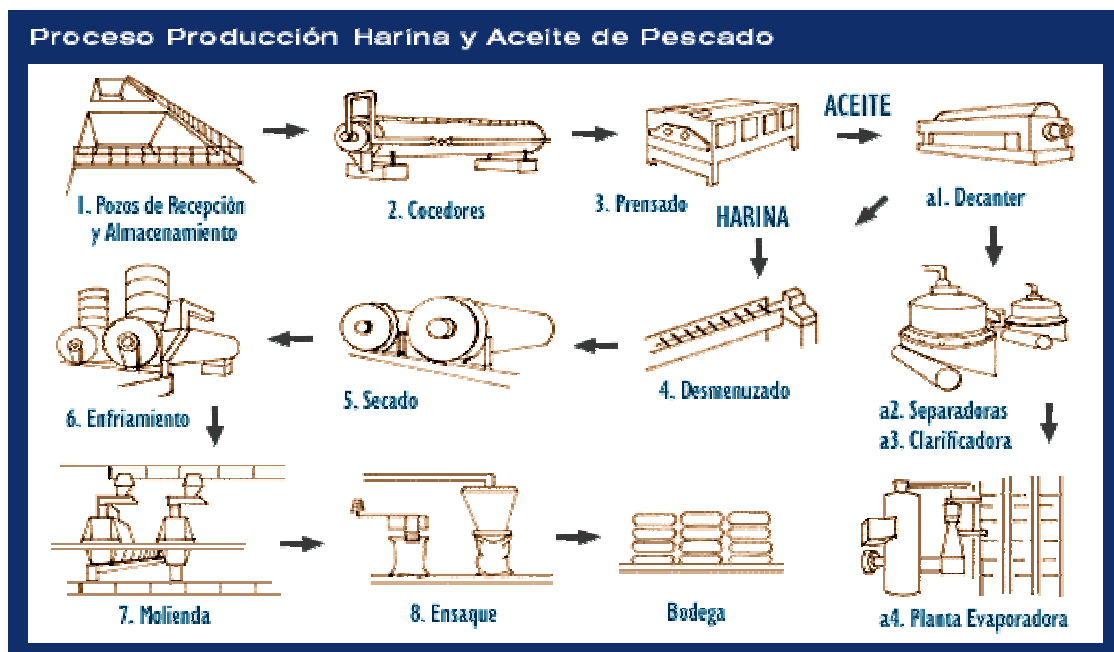 Proceso Producción Harina y Aceite de Pescado
ACEITE
1. Pozos de Recepción
y Almacenamiento
2. Cocedores
3. Prensado
HARINA
a1. Decanter
6. Enfriamiento
5. Secado
4. Desmenuzado
a2. Separadoras
a3. Clarificadora
7. Molienda
8. Ensaque
Bodega
a4. Planta Evaporadora